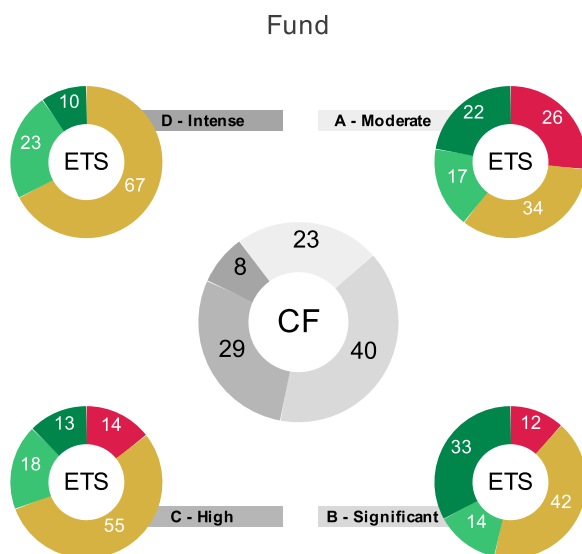 Fund
10
23
ETS
67
D - Intense
A - Moderate
22
26
17
ETS
34
23
8
CF
29
40
13
14
18
ETS
55
C - High
B - Significant
12
33
ETS
42
14